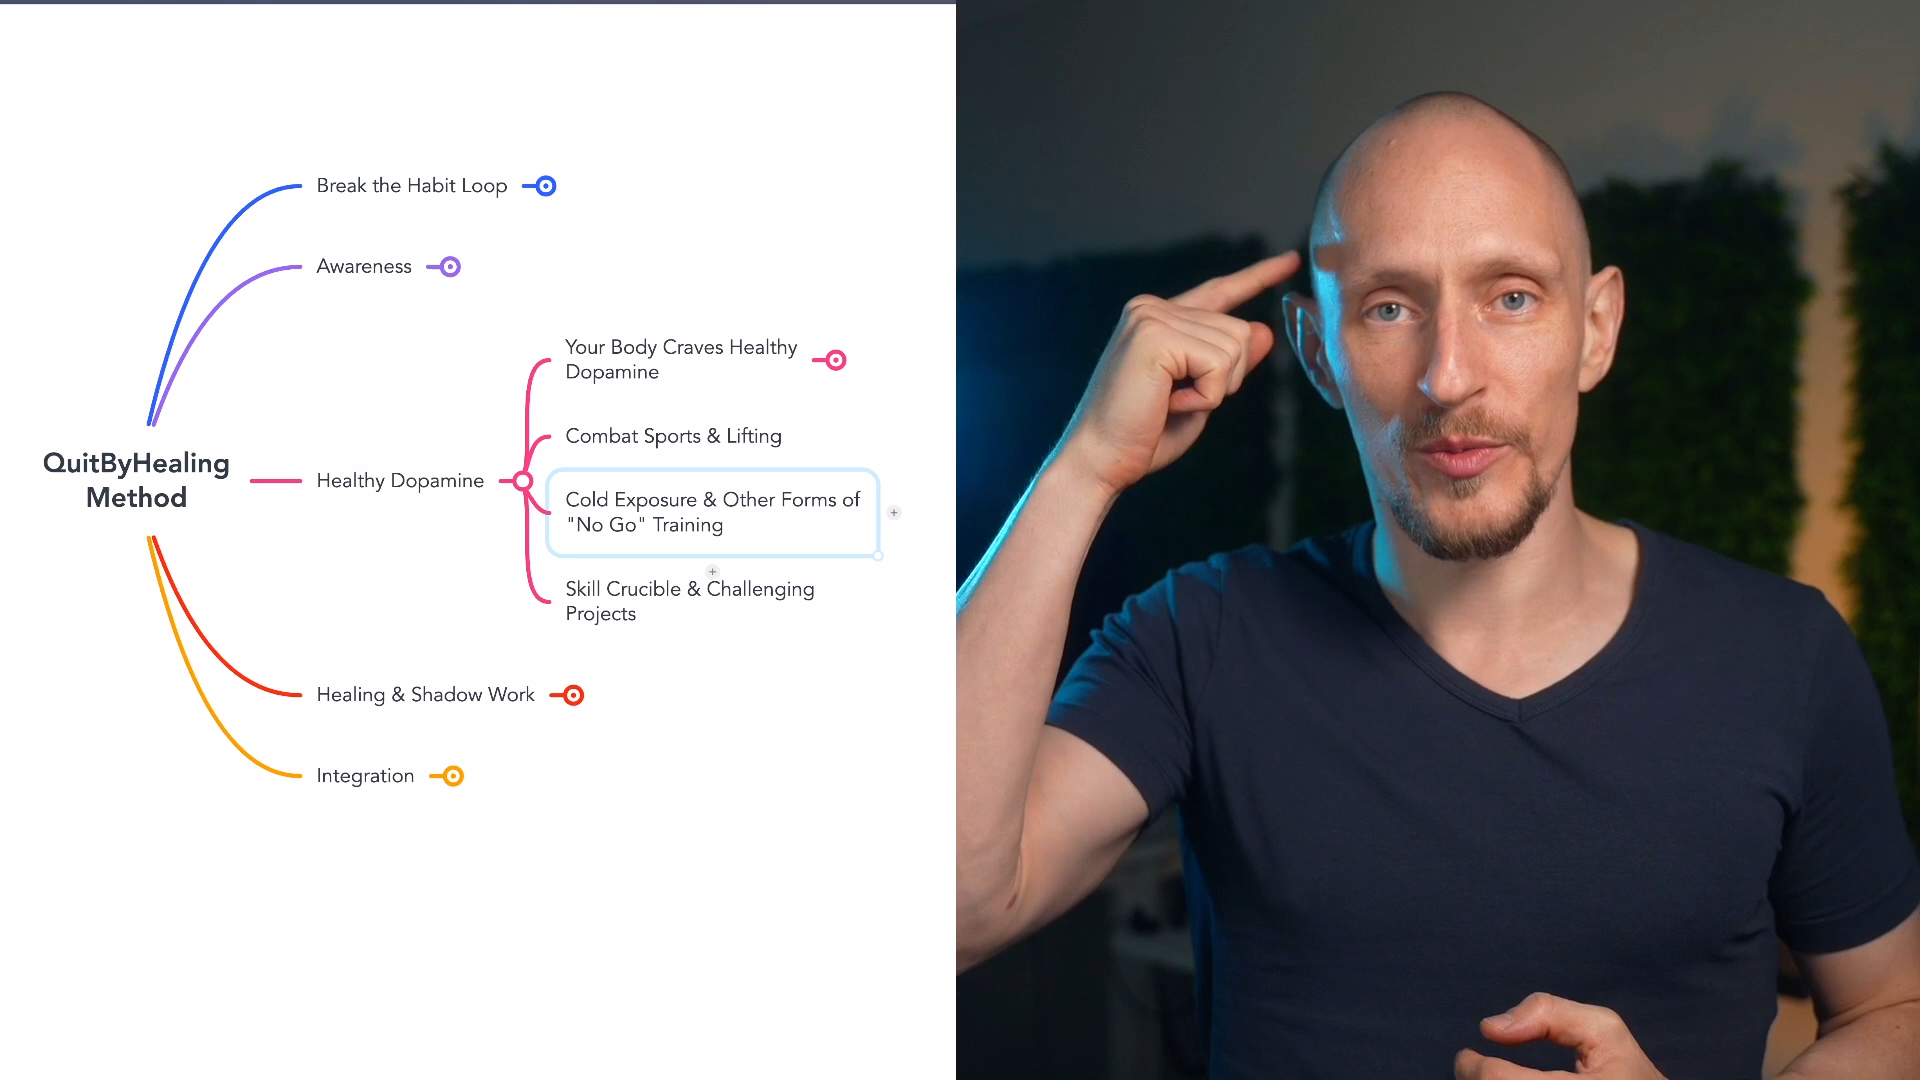 Break the Habit Loop
Awareness
Your Body Craves Healthy
Dopamine
Combat Sports & Lifting
QuitByHealing
Method
Healthy Dopamine
Cold Exposure & Other Forms of
"No Go" Training
Skill Crucible & Challenging
Projects
Healing & Shadow Work
Integration